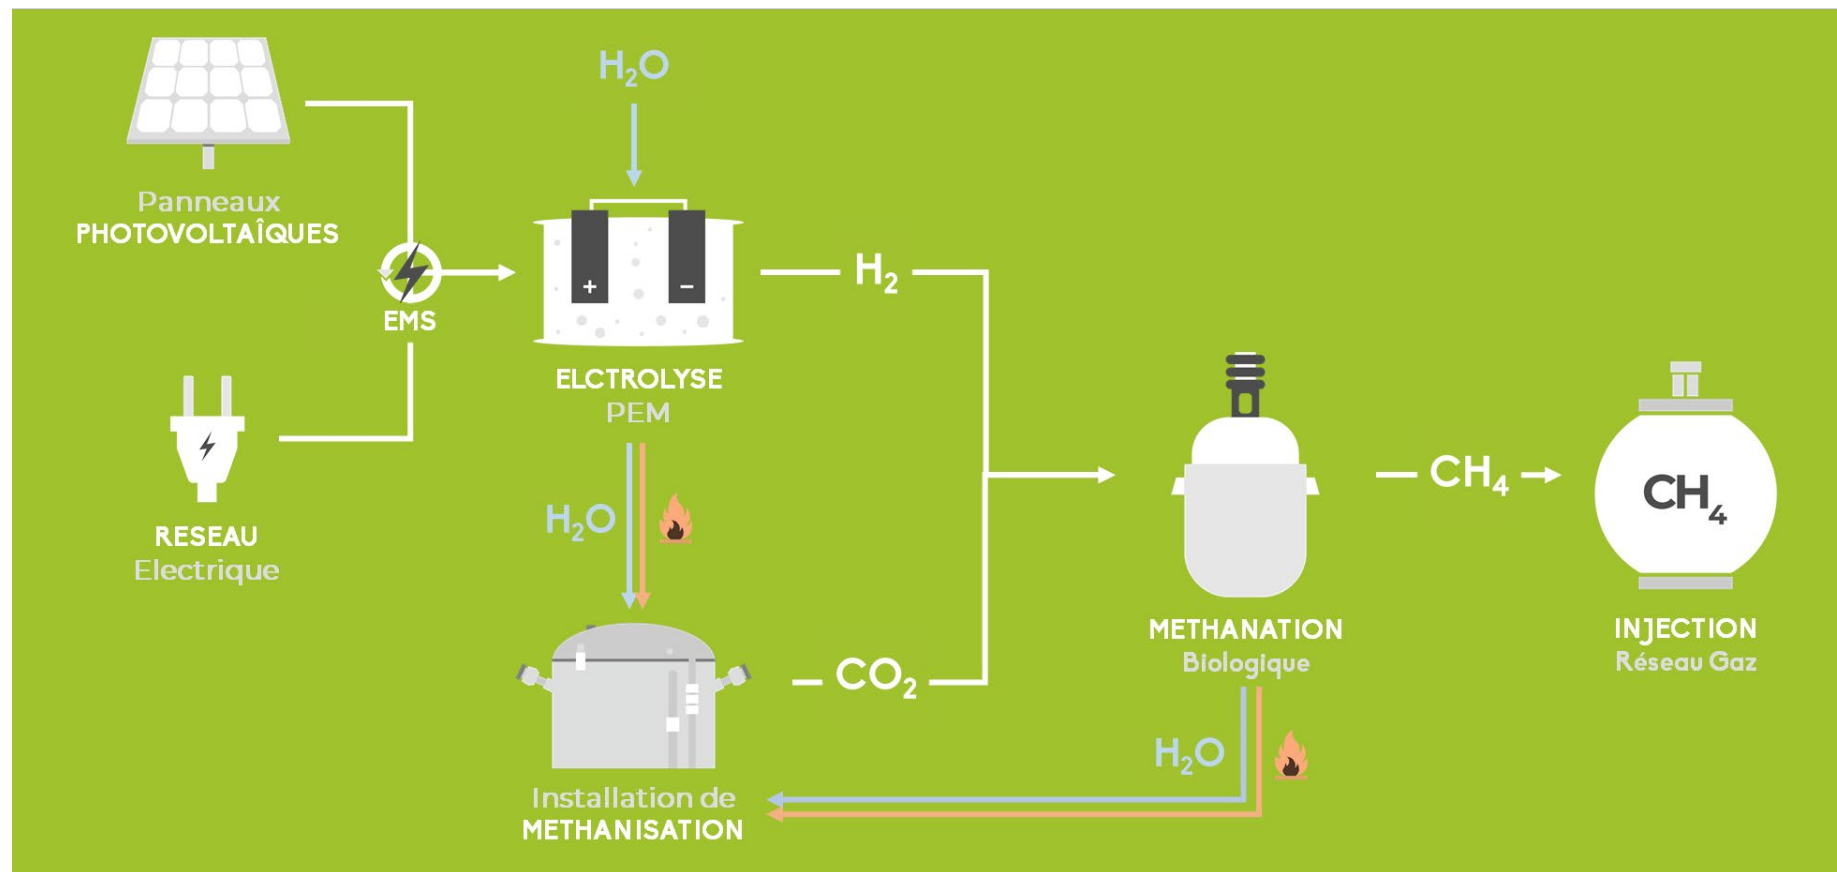 H₂O
Panneaux
PHOTOVOLTAÎQUES
EMS
+ −
H₂
ELCTROLYSE
PEM
RESEAU
Electrique
H₂O
CH₄
CH₄
METHANATION
Biologique
INJECTION
Réseau Gaz
CO₂
H₂O
Installation de
METHANISATION